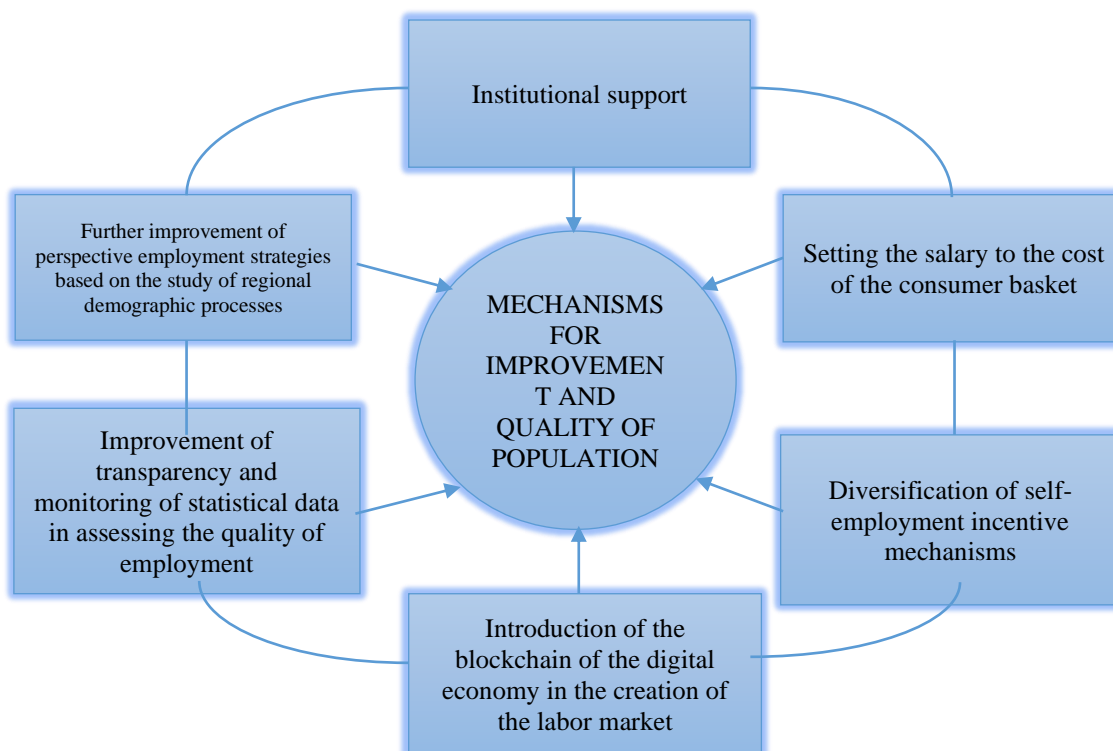 Institutional support
Further improvement of
perspective employment strategies
based on the study of regional
demographic processes
Setting the salary to the cost
of the consumer basket
MECHANISMS
FOR
IMPROVEMEN
T AND
QUALITY OF
POPULATION
Improvement of
transparency and
monitoring of statistical data
in assessing the quality of
employment
Diversification of self-
employment incentive
mechanisms
Introduction of the
blockchain of the digital
economy in the creation of
the labor market